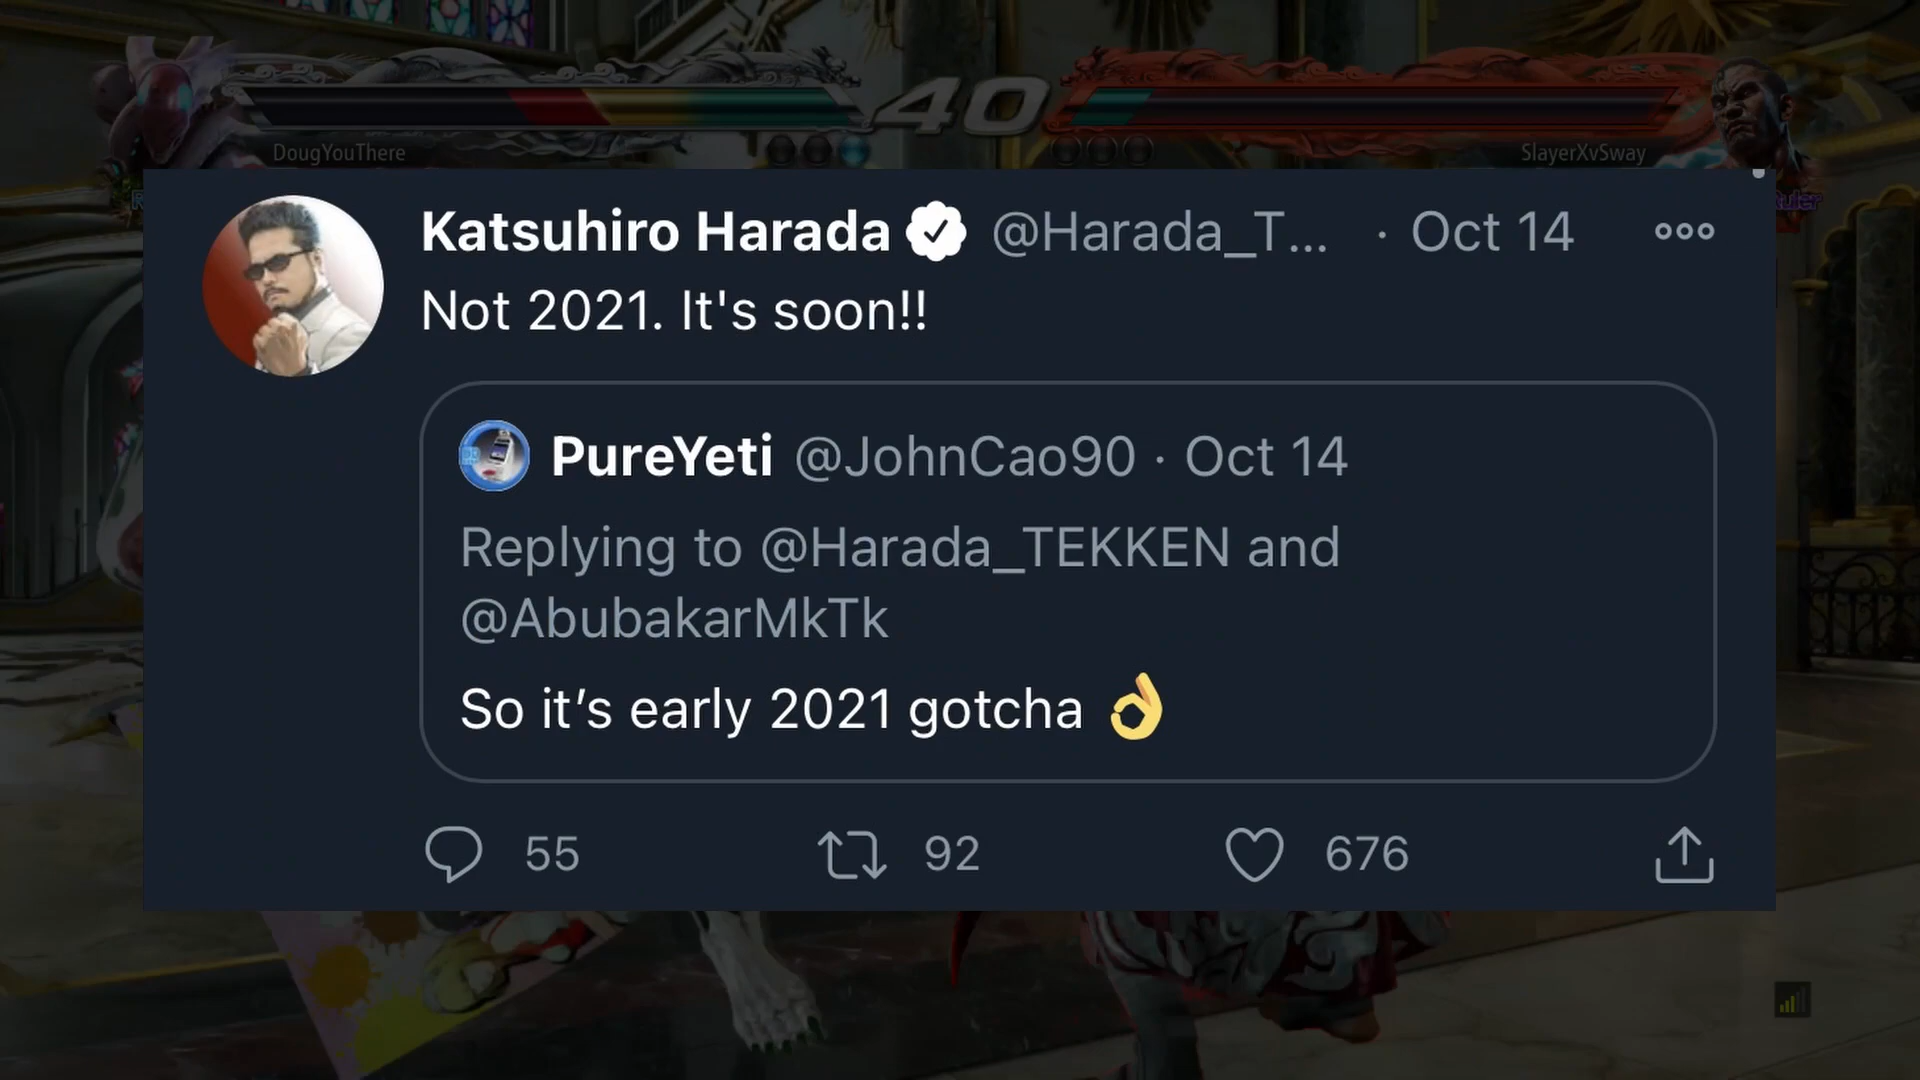 40
DougYouThere
SlayerXvSway
Katsuhiro Harada @Harada_T... · Oct 14
Not 2021. It's soon!!
PureYeti @JohnCao90 · Oct 14
Replying to @Harada_TEKKEN and
@AbubakarMkTk
So it’s early 2021 gotcha 👌
55 92 676